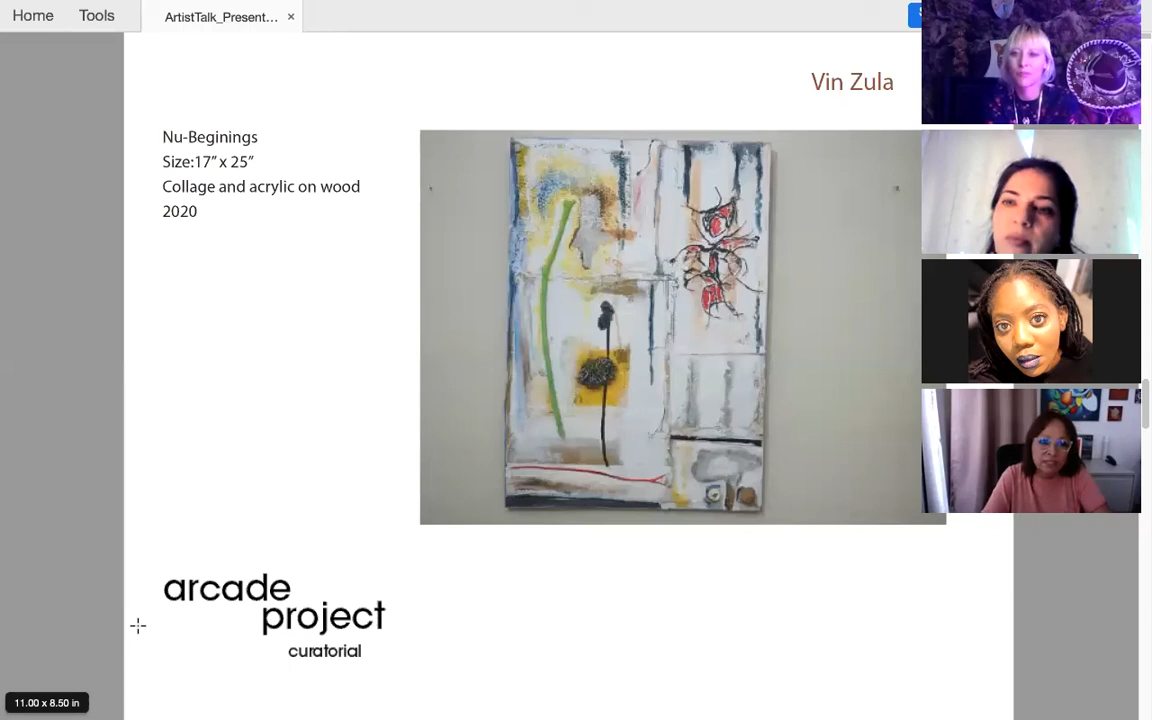 Home Tools ArtistTalk_Present... ×
Vin Zula
Nu-Beginings
Size:17” x 25”
Collage and acrylic on wood
2020
arcade
project
curatorial
11.00 x 8.50 in